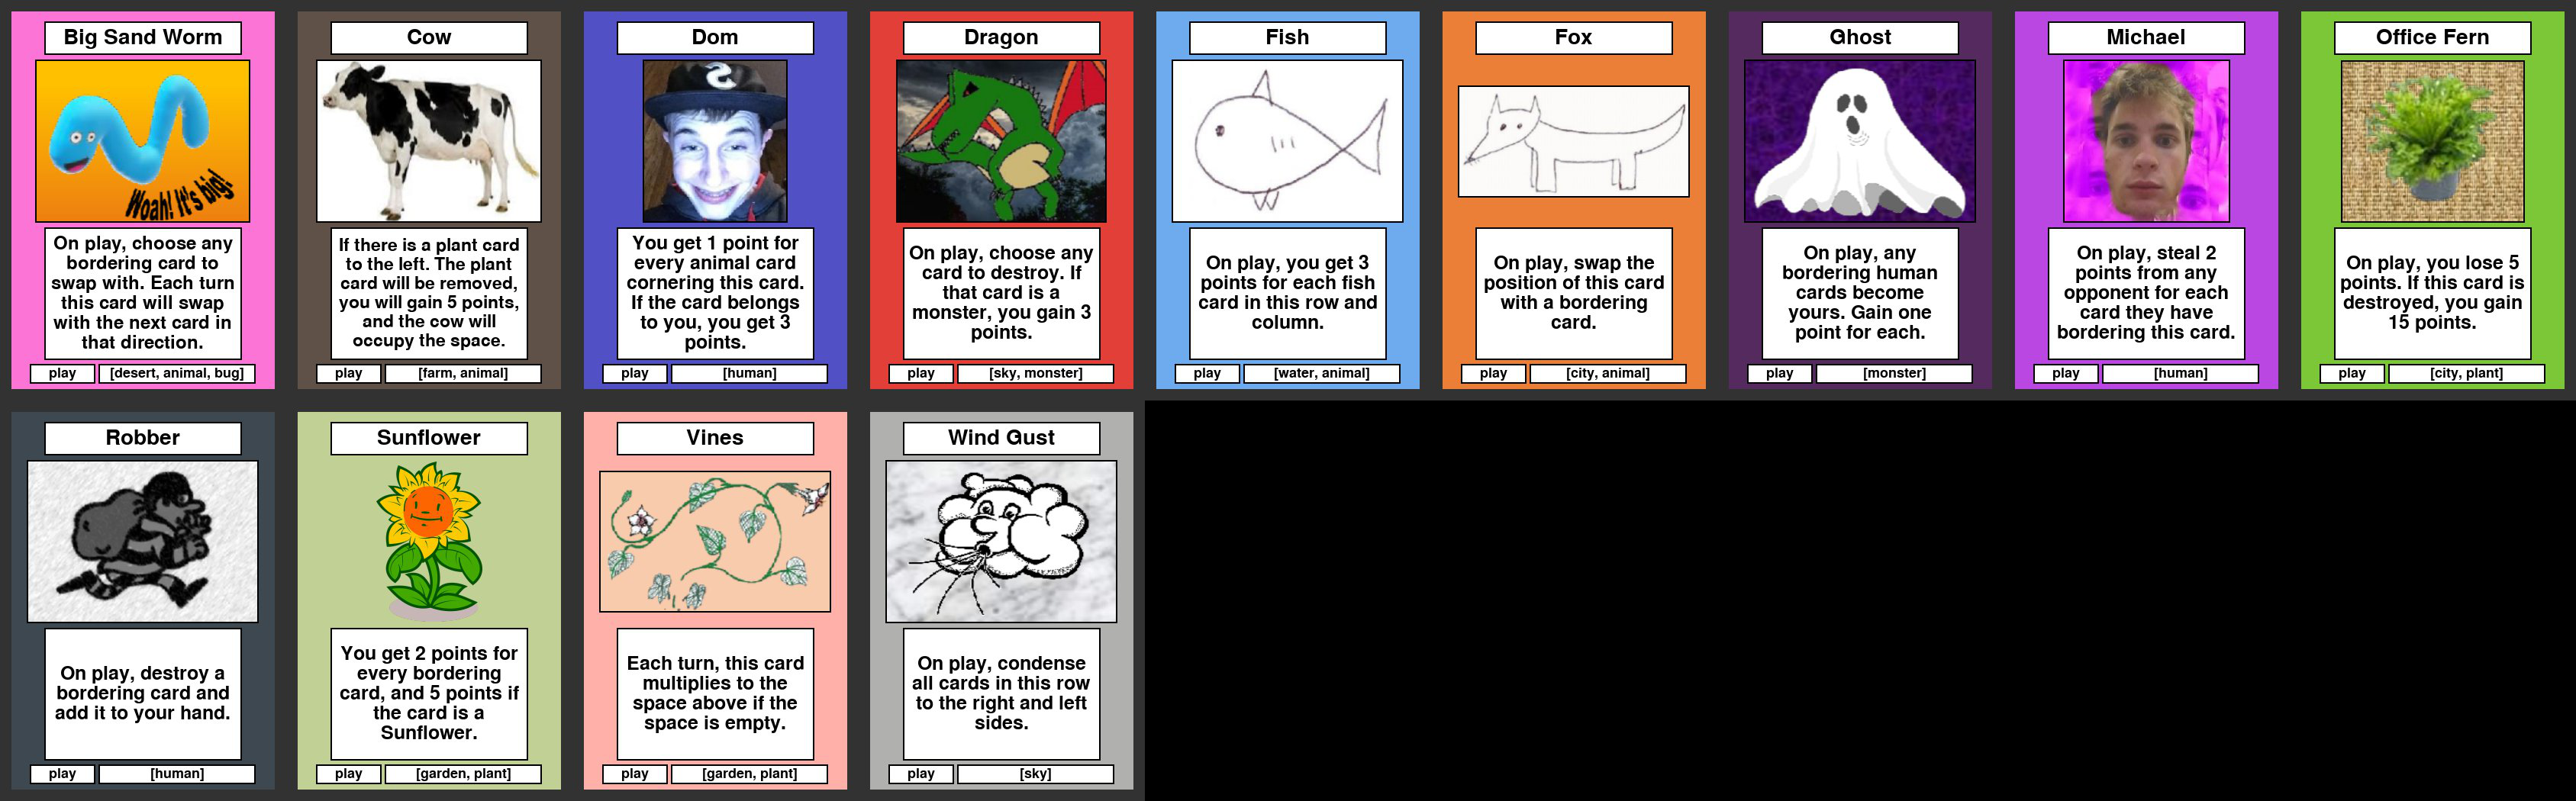 Big Sand Worm
Woah! It's big!
On play, choose any
bordering card to
swap with. Each turn
this card will swap
with the next card in
that direction.
play
[desert, animal, bug]
Cow
If there is a plant card
to the left. The plant
card will be removed,
you will gain 5 points,
and the cow will
occupy the space.
play
[farm, animal]
Dom
You get 1 point for
every animal card
cornering this card.
If the card belongs
to you, you get 3
points.
play
[human]
Dragon
On play, choose any
card to destroy. If
that card is a
monster, you gain 3
points.
play
[sky, monster]
Fish
On play, you get 3
points for each fish
card in this row and
column.
play
[water, animal]
Fox
On play, swap the
position of this card
with a bordering
card.
play
[city, animal]
Ghost
On play, any
bordering human
cards become
yours. Gain one
point for each.
play
[monster]
Michael
On play, steal 2
points from any
opponent for each
card they have
bordering this card.
play
[human]
Office Fern
On play, you lose 5
points. If this card is
destroyed, you gain
15 points.
play
[city, plant]
Robber
On play, destroy a
bordering card and
add it to your hand.
play
[human]
Sunflower
You get 2 points for
every bordering
card, and 5 points if
the card is a
Sunflower.
play
[garden, plant]
Vines
Each turn, this card
multiplies to the
space above if the
space is empty.
play
[garden, plant]
Wind Gust
On play, condense
all cards in this row
to the right and left
sides.
play
[sky]